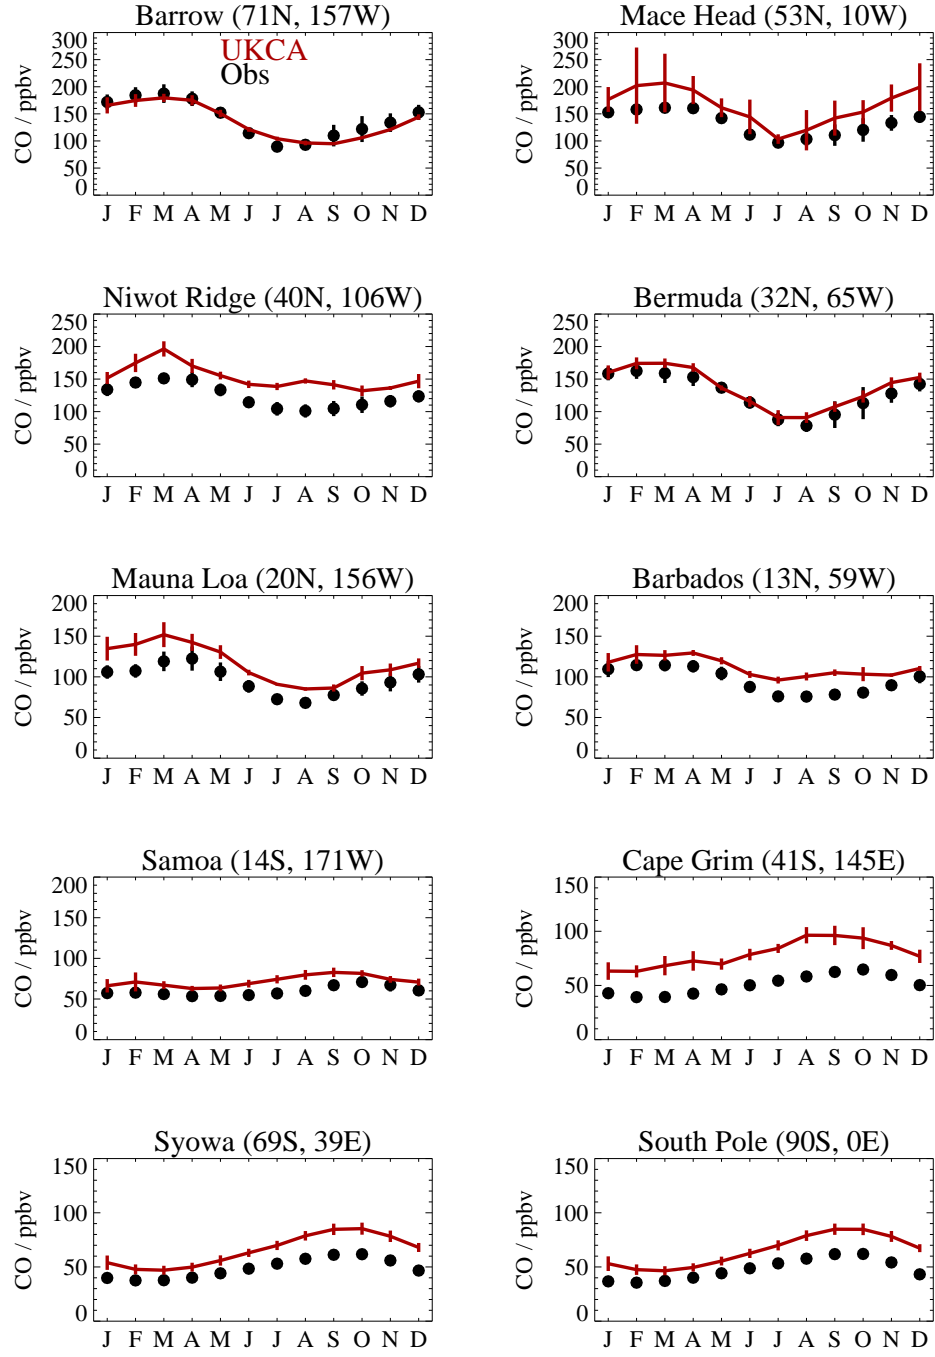 Barrow (71N, 157W)
UKCA
Obs
CO / ppbv
300
250
200
150
100
50
0
J F M A M J J A S O N D
Mace Head (53N, 10W)
CO / ppbv
300
250
200
150
100
50
0
J F M A M J J A S O N D
Niwot Ridge (40N, 106W)
CO / ppbv
250
200
150
100
50
0
J F M A M J J A S O N D
Bermuda (32N, 65W)
CO / ppbv
250
200
150
100
50
0
J F M A M J J A S O N D
Mauna Loa (20N, 156W)
CO / ppbv
200
150
100
50
0
J F M A M J J A S O N D
Barbados (13N, 59W)
CO / ppbv
200
150
100
50
0
J F M A M J J A S O N D
Samoa (14S, 171W)
CO / ppbv
200
150
100
50
0
J F M A M J J A S O N D
Cape Grim (41S, 145E)
CO / ppbv
150
100
50
0
J F M A M J J A S O N D
Syowa (69S, 39E)
CO / ppbv
150
100
50
0
J F M A M J J A S O N D
South Pole (90S, 0E)
CO / ppbv
150
100
50
0
J F M A M J J A S O N D